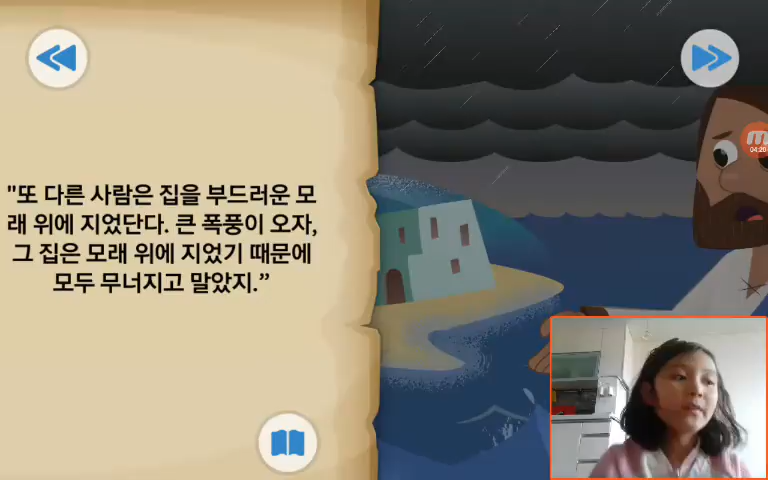 "또 다른 사람은 집을 부드러운 모
래 위에 지었단다. 큰 폭풍이 오자,
그 집은 모래 위에 지었기 때문에
모두 무너지고 말았지.”
04:20